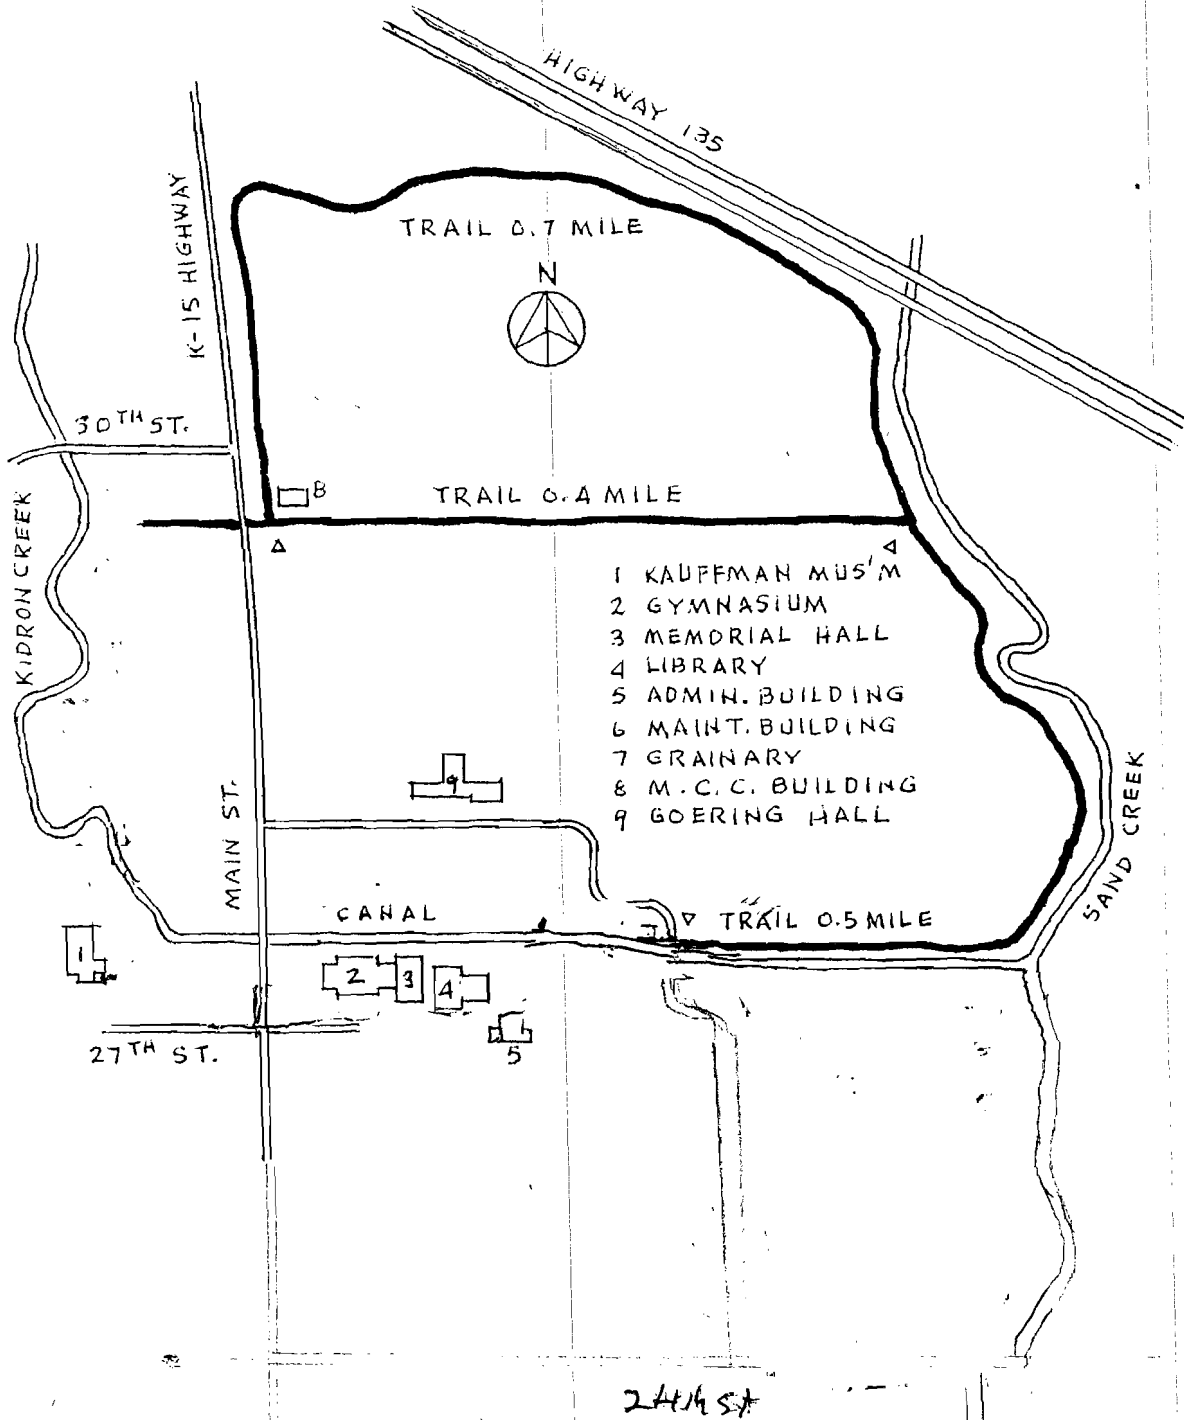 HIGHWAY 135
K-15 HIGHWAY
TRAIL 0.7 MILE
N
30TH ST.
8
TRAIL 0.4 MILE
KIDRON CREEK
1 KAUFFMAN MUS'M
2 GYMNASIUM
3 MEMORIAL HALL
4 LIBRARY
5 ADMIN. BUILDING
6 MAINT. BUILDING
7 GRAINARY
8 M.C.C. BUILDING
9 GOERING HALL
9
MAIN ST.
SAND CREEK
CANAL
TRAIL 0.5 MILE
1
2
3
4
5
27TH ST.
24th St